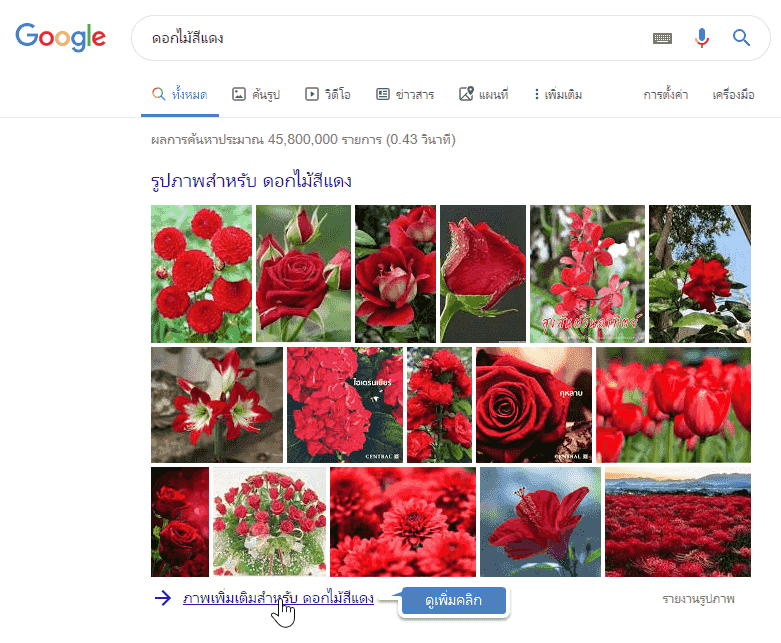 Google
ดอกไม้สีแดง
ทั้งหมด ค้นรูป วิดีโอ ข่าวสาร แผนที่ เพิ่มเติม การตั้งค่า เครื่องมือ
ผลการค้นหาประมาณ 45,800,000 รายการ (0.43 วินาที)
รูปภาพสำหรับ ดอกไม้สีแดง
สุขสันต์วันอาทิตย์
ไฮเดรนเยียร์
กุหลาบ
CENTRAL
CENTRAL
ภาพเพิ่มเติมสำหรับ ดอกไม้สีแดง
ดูเพิ่มคลิก
รายงานรูปภาพ